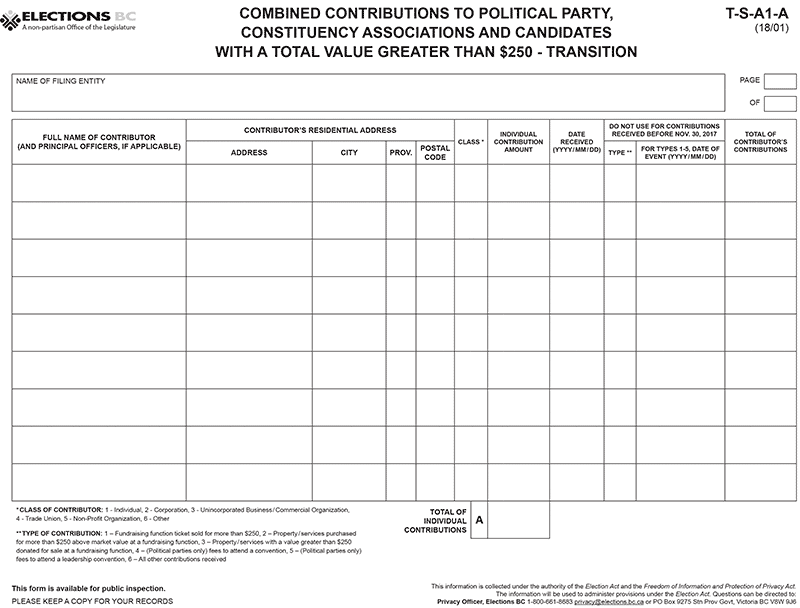 ELECTIONS BC
A non-partisan Office of the Legislature
COMBINED CONTRIBUTIONS TO POLITICAL PARTY,
CONSTITUENCY ASSOCIATIONS AND CANDIDATES
WITH A TOTAL VALUE GREATER THAN $250 - TRANSITION
T-S-A1-A
(18/01)
NAME OF FILING ENTITY
PAGE
OF
FULL NAME OF CONTRIBUTOR
(AND PRINCIPAL OFFICERS, IF APPLICABLE)
CONTRIBUTOR'S RESIDENTIAL ADDRESS
ADDRESS
CITY
PROV.
POSTAL
CODE
CLASS *
INDIVIDUAL
CONTRIBUTION
AMOUNT
DATE
RECEIVED
(YYYY/MM/DD)
DO NOT USE FOR CONTRIBUTIONS
RECEIVED BEFORE NOV. 30, 2017
TYPE **
FOR TYPES 1-5, DATE OF
EVENT (YYYY/MM/DD)
TOTAL OF
CONTRIBUTOR'S
CONTRIBUTIONS
* CLASS OF CONTRIBUTOR: 1 - Individual, 2 - Corporation, 3 - Unincorporated Business/Commercial Organization,
4 - Trade Union, 5 - Non-Profit Organization, 6 - Other
**TYPE OF CONTRIBUTION: 1 – Fundraising function ticket sold for more than $250, 2 – Property/services purchased
for more than $250 above market value at a fundraising function, 3 – Property/services with a value greater than $250
donated for sale at a fundraising function, 4 – (Political parties only) fees to attend a convention, 5 – (Political parties only)
fees to attend a leadership convention, 6 – All other contributions received
TOTAL OF
INDIVIDUAL
CONTRIBUTIONS
A
This form is available for public inspection.
PLEASE KEEP A COPY FOR YOUR RECORDS
This information is collected under the authority of the Election Act and the Freedom of Information and Protection of Privacy Act.
The information will be used to administer provisions under the Election Act. Questions can be directed to:
Privacy Officer, Elections BC 1-800-661-8683 privacy@elections.bc.ca or PO Box 9275 Stn Prov Govt, Victoria BC V8W 9J6